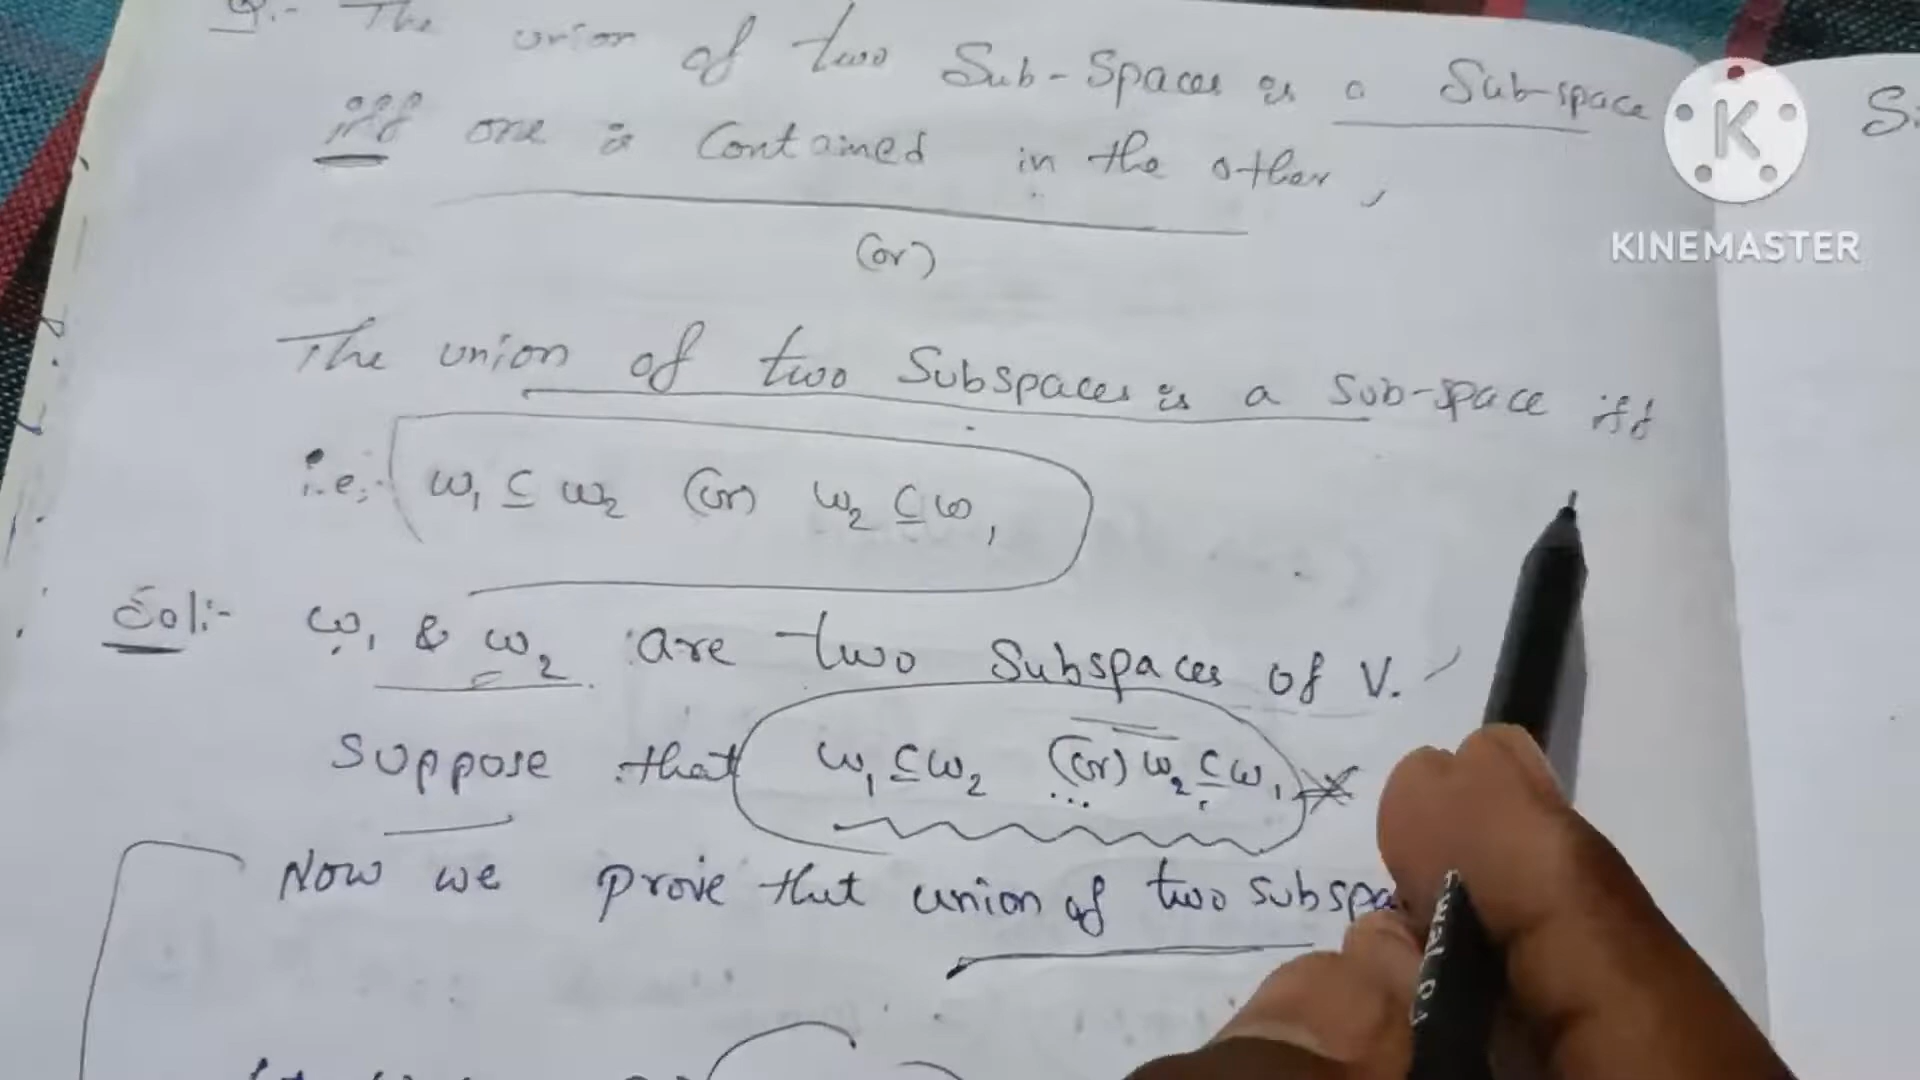 Q:- The union of two Sub-Spaces is a Sub-space
iff one is Contained in the other,
(or)
The union of two Subspaces is a Sub-space iff
i.e;- W₁ ⊆ W₂ (or) W₂ ⊆ W₁
Sol:- W₁ & W₂ are two Subspaces of V.
Suppose that W₁ ⊆ W₂ (or) W₂ ⊆ W₁
Now we prove that union of two subspa
K
KINEMASTER